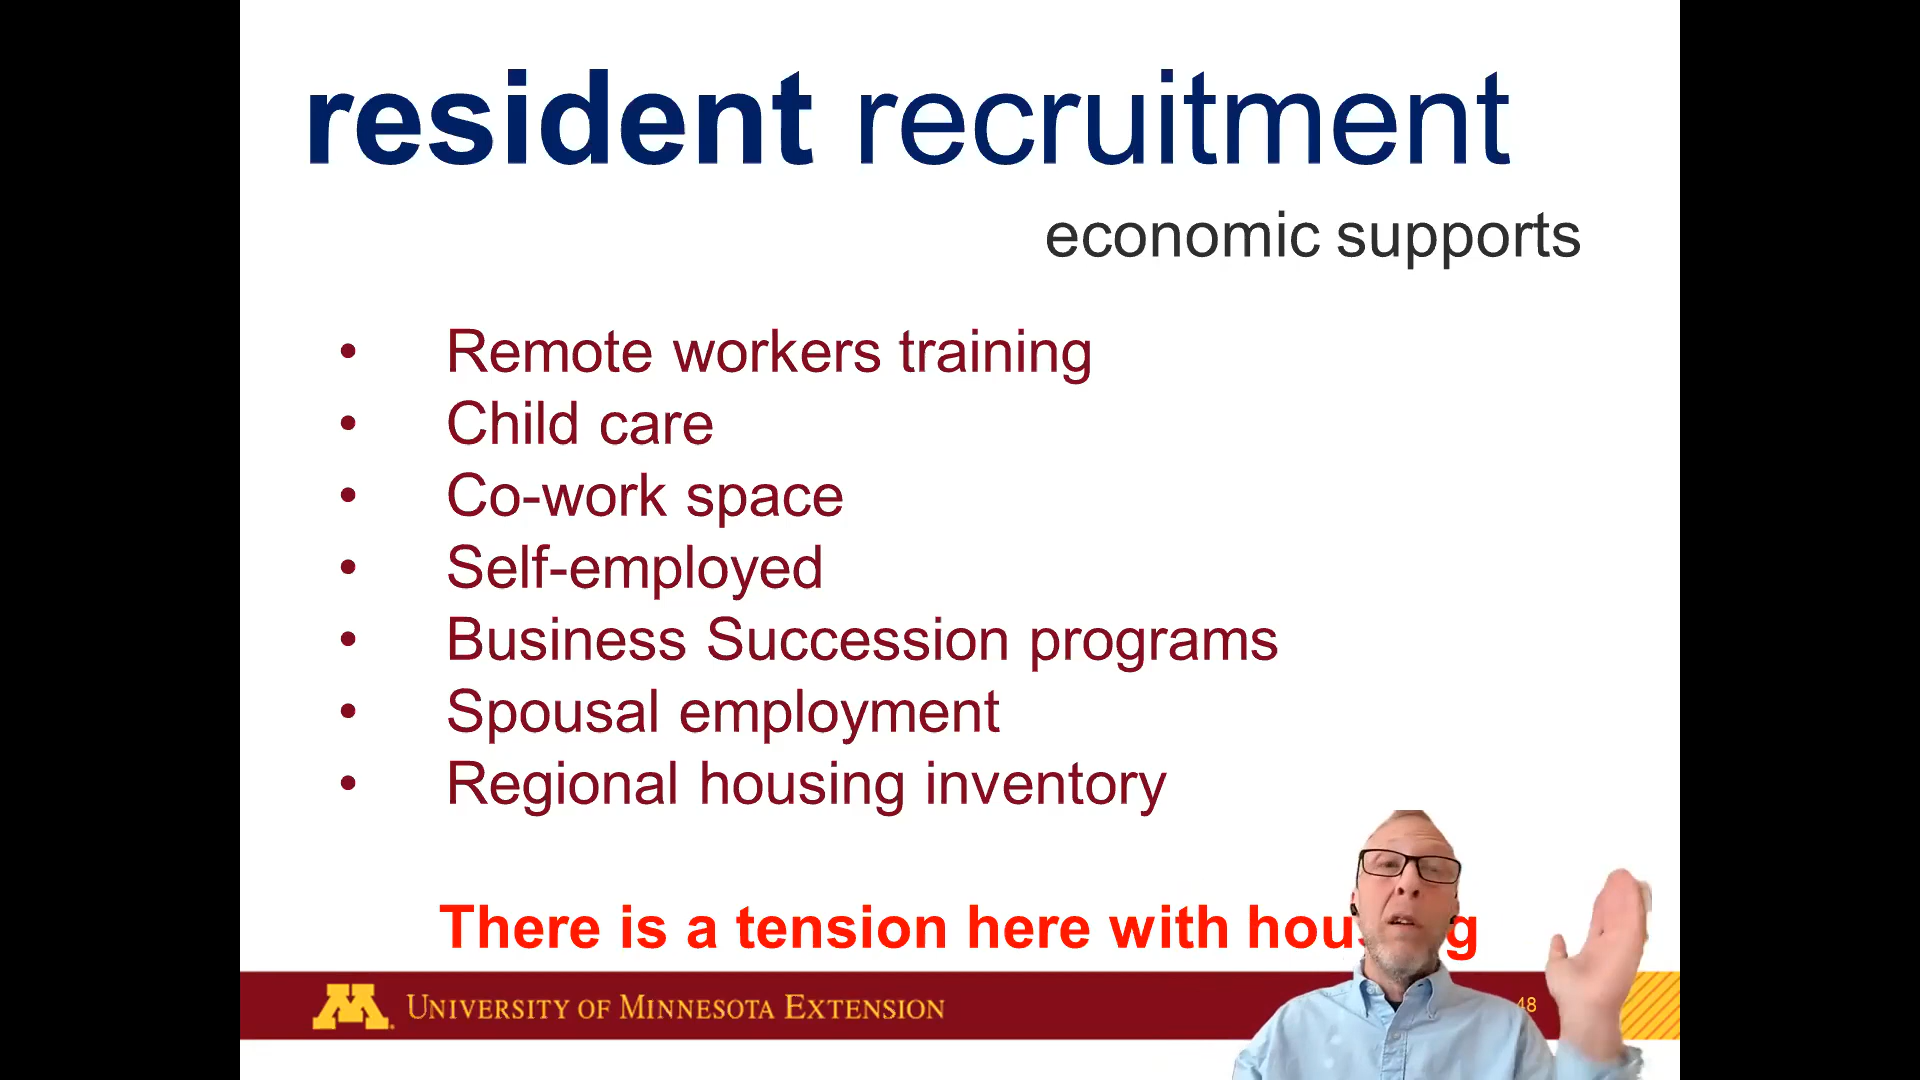 resident recruitment
economic supports
• Remote workers training
• Child care
• Co-work space
• Self-employed
• Business Succession programs
• Spousal employment
• Regional housing inventory
There is a tension here with
M UNIVERSITY OF MINNESOTA EXTENSION
48